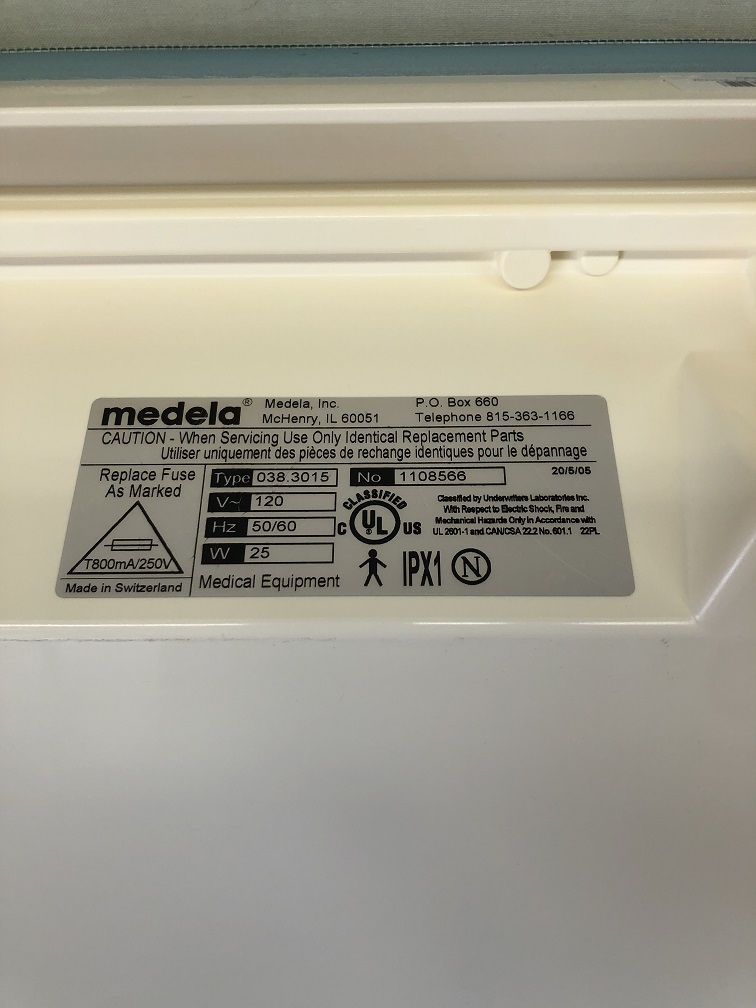 medela® Medela, Inc. P.O. Box 660
McHenry, IL 60051 Telephone 815-363-1166
CAUTION - When Servicing Use Only Identical Replacement Parts
Utiliser uniquement des pièces de rechange identiques pour le dépannage
Replace Fuse
As Marked
T800mA/250V
Made in Switzerland
Type 038.3015 No 1108566 20/5/05
V~ 120
Hz 50/60
W 25
Medical Equipment
CLASSIFIED
C UL US
Classified by Underwriters Laboratories Inc.
With Respect to Electric Shock, Fire and
Mechanical Hazards Only in Accordance with
UL 2601-1 and CAN/CSA 22.2 No. 601.1 22PL
IPX1 N